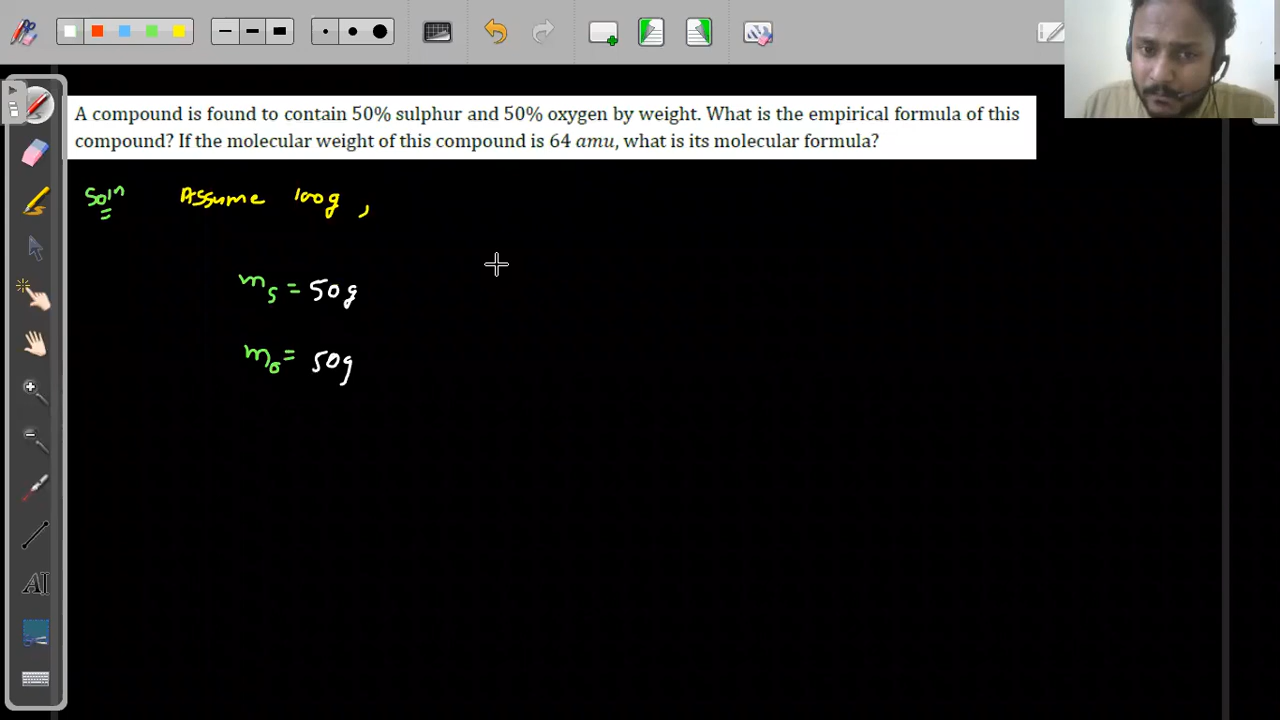 A compound is found to contain 50% sulphur and 50% oxygen by weight. What is the empirical formula of this
compound? If the molecular weight of this compound is 64 amu, what is its molecular formula?
Soln Assume 100g ,
mS = 50g
mO = 50g